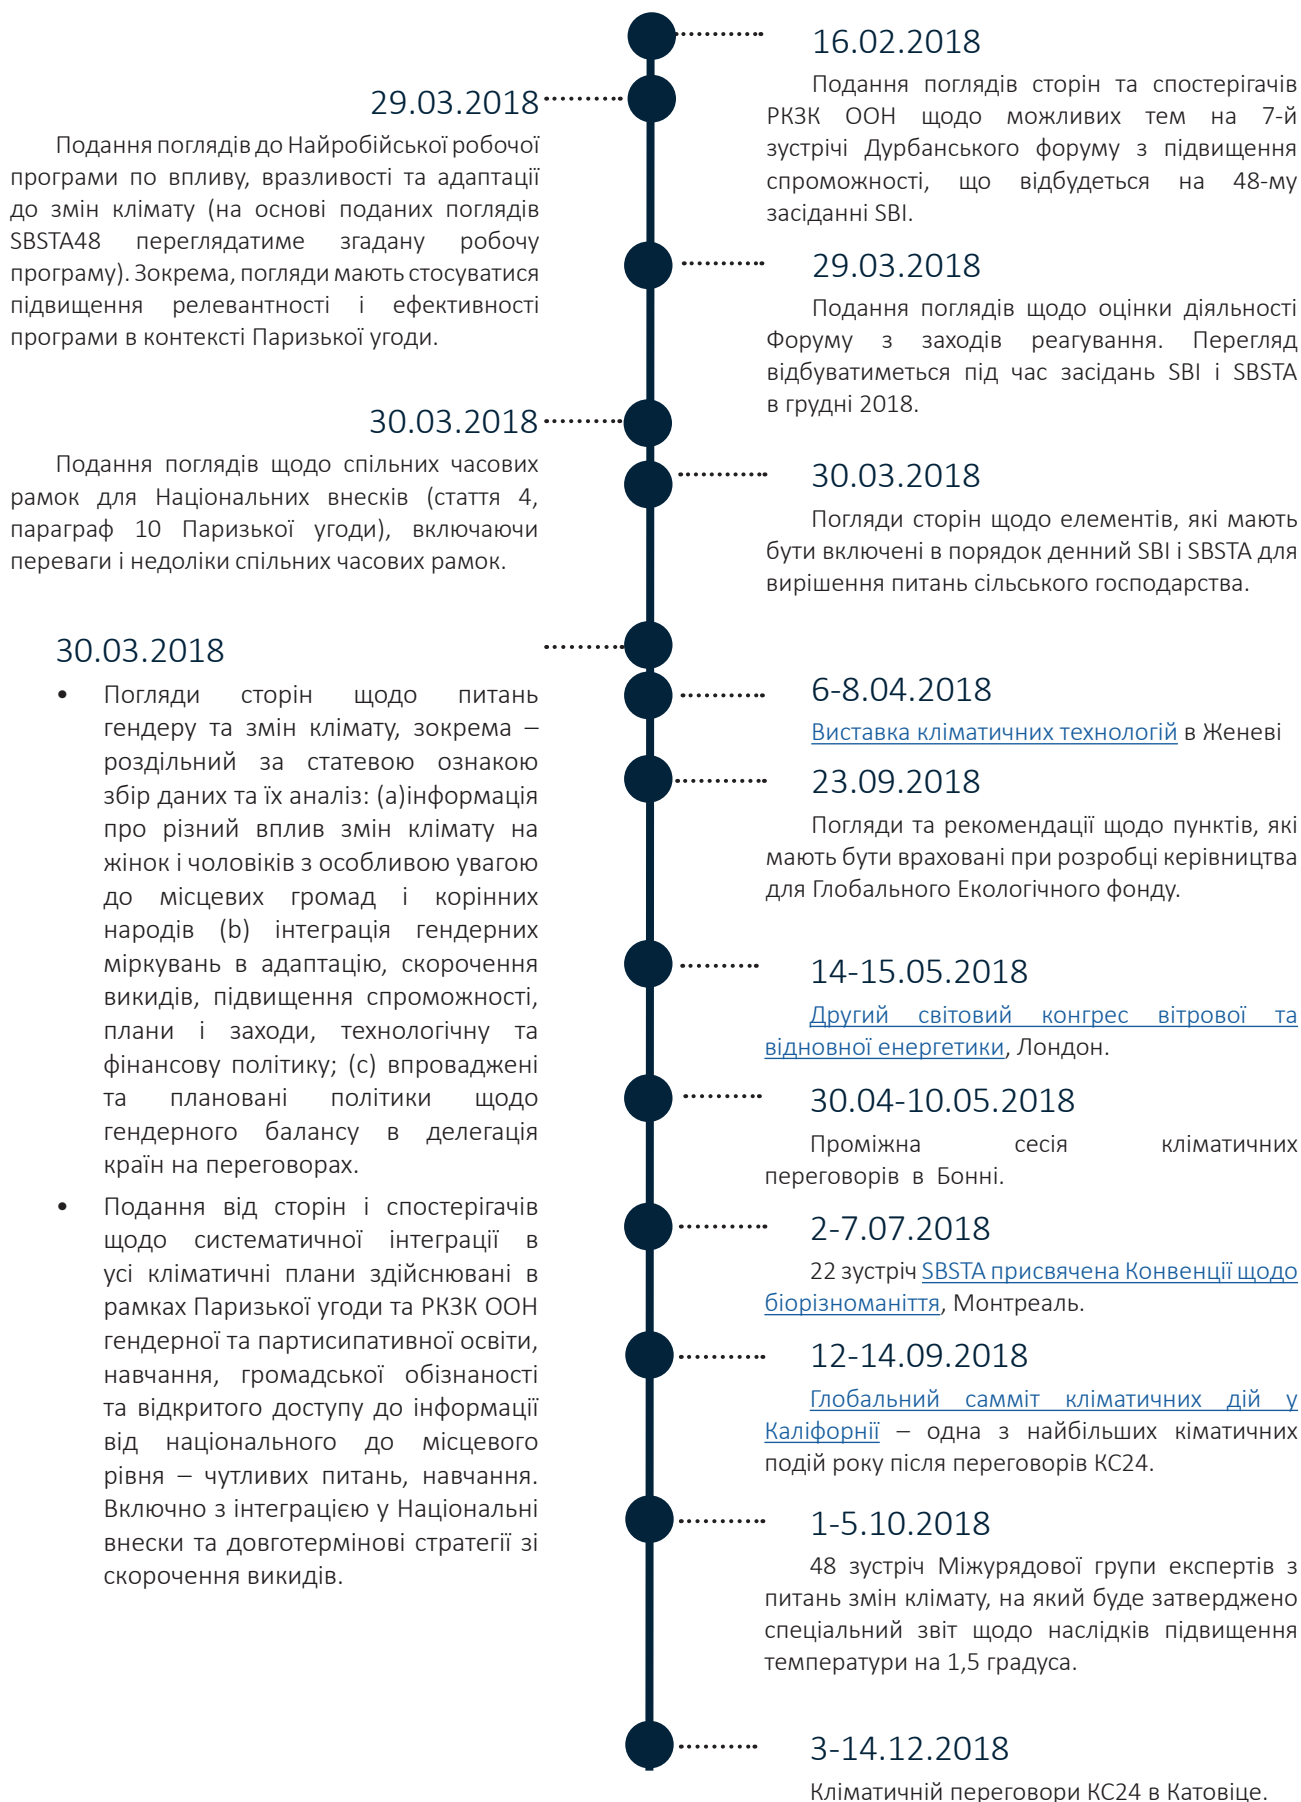 16.02.2018
Подання поглядів сторін та спостерігачів
РКЗК ООН щодо можливих тем на 7-й
зустрічі Дурбанського форуму з підвищення
спроможності, що відбудеться на 48-му
засіданні SBI.
29.03.2018
Подання поглядів до Найробійської робочої
програми по впливу, вразливості та адаптації
до змін клімату (на основі поданих поглядів
SBSTA48 переглядатиме згадану робочу
програму). Зокрема, погляди мають стосуватися
підвищення релевантності і ефективності
програми в контексті Паризької угоди.
29.03.2018
Подання поглядів щодо оцінки діяльності
Форуму з заходів реагування. Перегляд
відбуватиметься під час засідань SBI і SBSTA
в грудні 2018.
30.03.2018
Подання поглядів щодо спільних часових
рамок для Національних внесків (стаття 4,
параграф 10 Паризької угоди), включаючи
переваги і недоліки спільних часових рамок.
30.03.2018
Погляди сторін щодо елементів, які мають
бути включені в порядок денний SBI і SBSTA для
вирішення питань сільського господарства.
30.03.2018
• Погляди сторін щодо питань
гендеру та змін клімату, зокрема –
роздільний за статевою ознакою
збір даних та їх аналіз: (a)інформація
про різний вплив змін клімату на
жінок і чоловіків з особливою увагою
до місцевих громад і корінних
народів (b) інтеграція гендерних
міркувань в адаптацію, скорочення
викидів, підвищення спроможності,
плани і заходи, технологічну та
фінансову політику; (c) впроваджені
та плановані політики щодо
гендерного балансу в делегація
країн на переговорах.
• Подання від сторін і спостерігачів
щодо систематичної інтеграції в
усі кліматичні плани здійснювані в
рамках Паризької угоди та РКЗК ООН
гендерної та партисипативної освіти,
навчання, громадської обізнаності
та відкритого доступу до інформації
від національного до місцевого
рівня – чутливих питань, навчання.
Включно з інтеграцією у Національні
внески та довготермінові стратегії зі
скорочення викидів.
6-8.04.2018
Виставка кліматичних технологій в Женеві
23.09.2018
Погляди та рекомендації щодо пунктів, які
мають бути враховані при розробці керівництва
для Глобального Екологічного фонду.
14-15.05.2018
Другий світовий конгрес вітрової та
відновної енергетики, Лондон.
30.04-10.05.2018
Проміжна сесія кліматичних
переговорів в Бонні.
2-7.07.2018
22 зустріч SBSTA присвячена Конвенції щодо
біорізноманіття, Монтреаль.
12-14.09.2018
Глобальний самміт кліматичних дій у
Каліфорнії – одна з найбільших кіматичних
подій року після переговорів КС24.
1-5.10.2018
48 зустріч Міжурядової групи експертів з
питань змін клімату, на який буде затверджено
спеціальний звіт щодо наслідків підвищення
температури на 1,5 градуса.
3-14.12.2018
Кліматичній переговори КС24 в Катовіце.